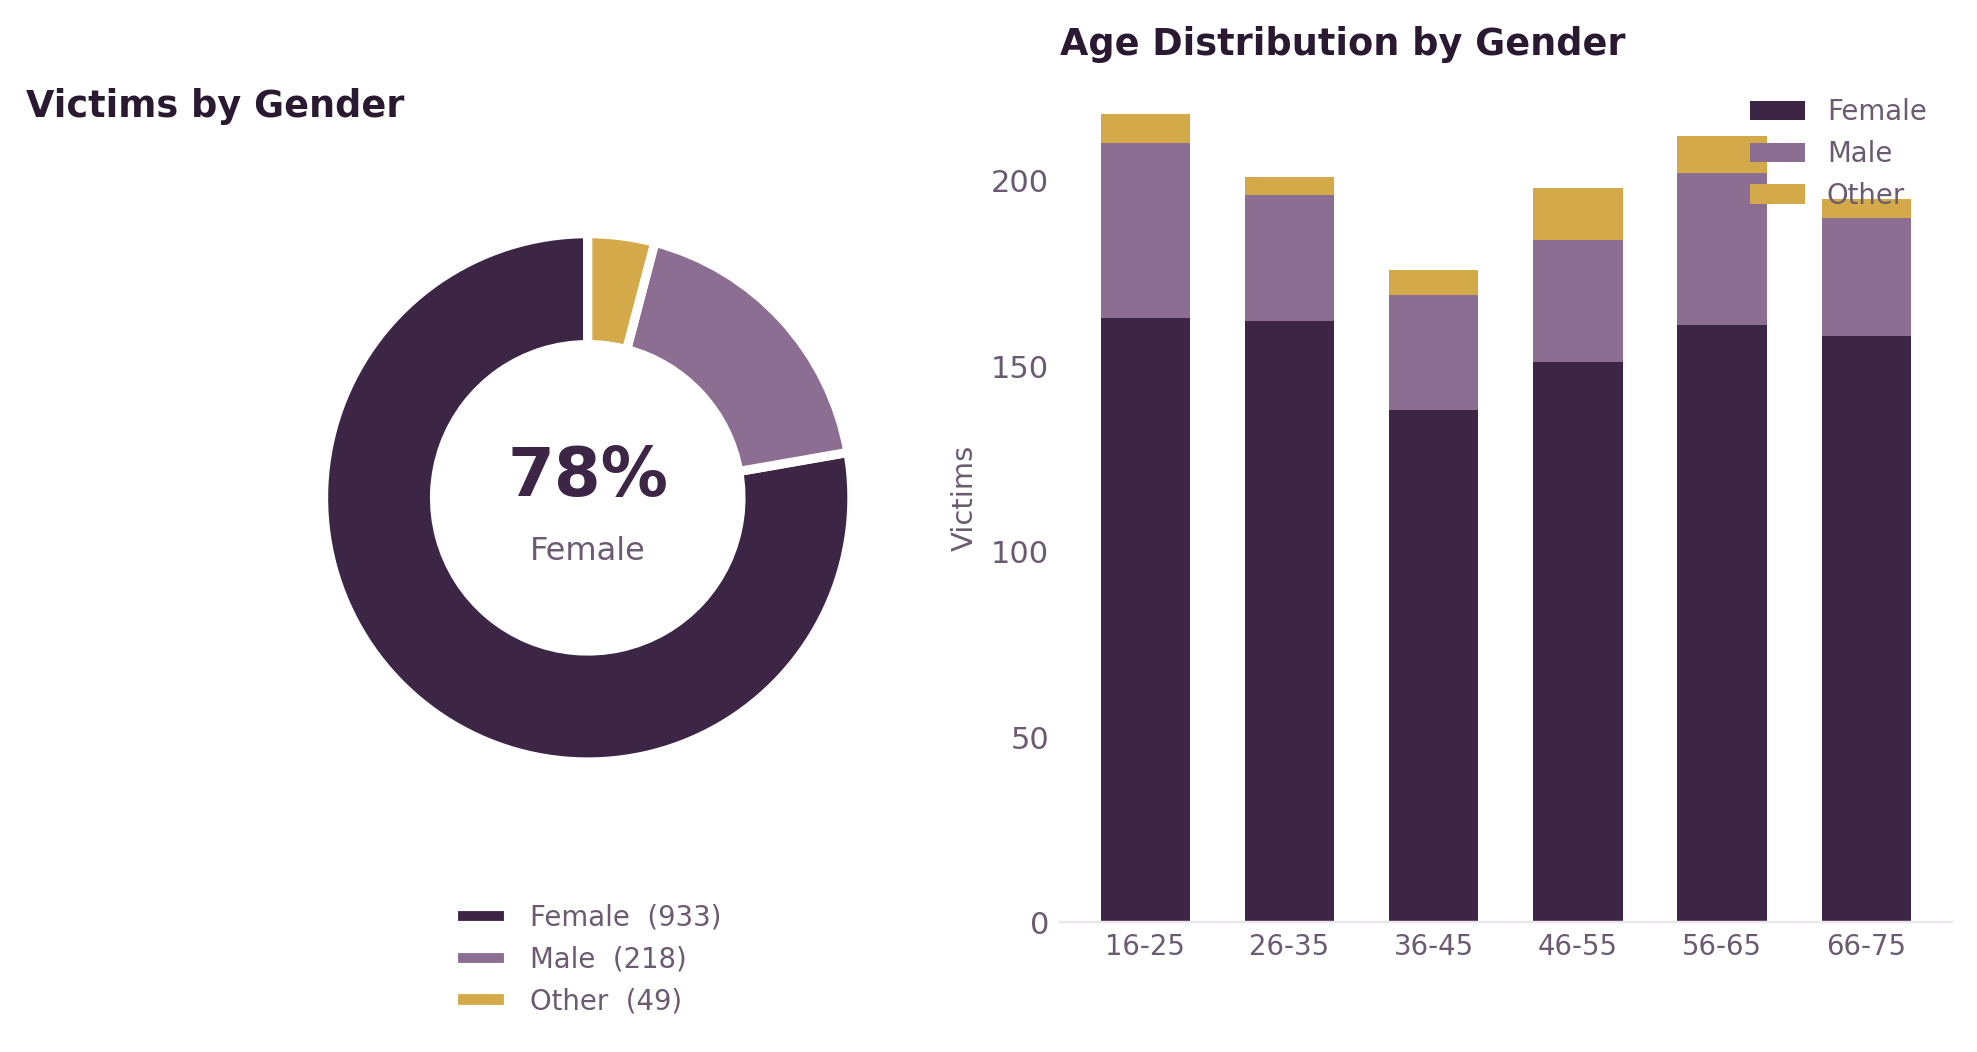 Victims by Gender
78%
Female
Female (933)
Male (218)
Other (49)
Age Distribution by Gender
Female
Male
Other
Victims
200
150
100
50
0
16-25
26-35
36-45
46-55
56-65
66-75